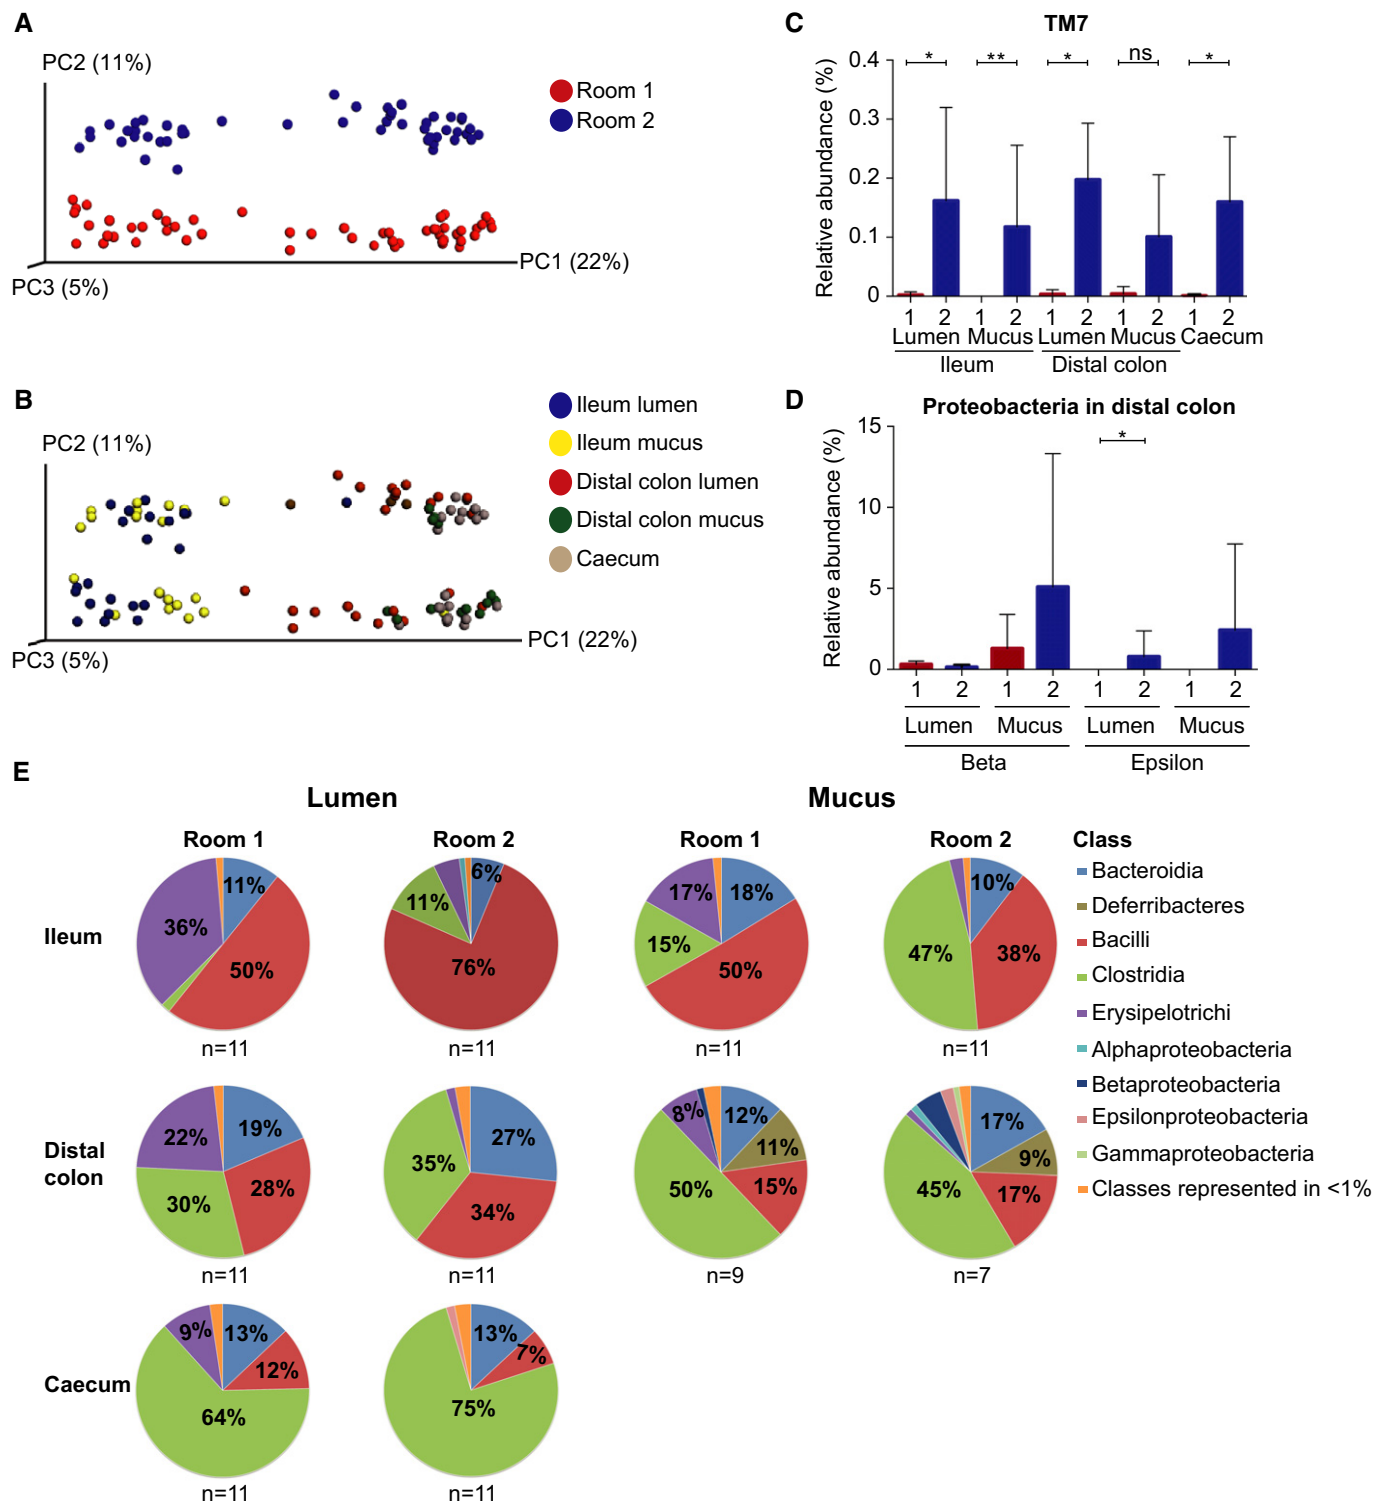 A
PC2 (11%)
Room 1
Room 2
PC1 (22%)
PC3 (5%)
B
PC2 (11%)
Ileum lumen
Ileum mucus
Distal colon lumen
Distal colon mucus
Caecum
PC1 (22%)
PC3 (5%)
C
TM7
Relative abundance (%)
0.4
0.3
0.2
0.1
0
* ** * ns *
1 2 1 2 1 2 1 2 1 2
Lumen Mucus Lumen Mucus Caecum
Ileum Distal colon
D
Proteobacteria in distal colon
Relative abundance (%)
15
10
5
0
*
1 2 1 2 1 2 1 2
Lumen Mucus Lumen Mucus
Beta Epsilon
E
Lumen Mucus
Room 1 Room 2 Room 1 Room 2
Ileum
11%
36%
50%
n=11
6%
11%
76%
n=11
17% 18%
15%
50%
n=11
10%
47% 38%
n=11
Distal
colon
22% 19%
30% 28%
n=11
27%
35%
34%
n=11
8% 12%
11%
50% 15%
n=9
17%
9%
45% 17%
n=7
Caecum
9% 13%
12%
64%
n=11
13%
7%
75%
n=11
Class
Bacteroidia
Deferribacteres
Bacilli
Clostridia
Erysipelotrichi
Alphaproteobacteria
Betaproteobacteria
Epsilonproteobacteria
Gammaproteobacteria
Classes represented in <1%